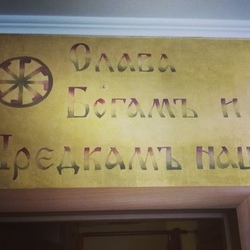 Слава
Богамъ и
Предкамъ наш